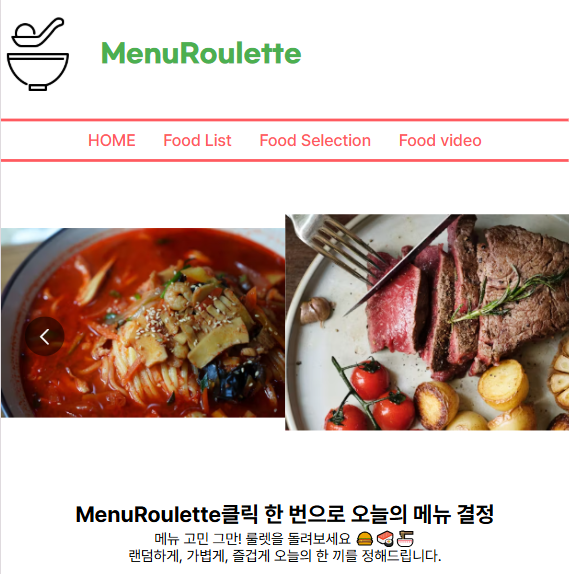 MenuRoulette
HOME Food List Food Selection Food video
MenuRoulette클릭 한 번으로 오늘의 메뉴 결정
메뉴 고민 그만! 룰렛을 돌려보세요 🍔🍣🍜
랜덤하게, 가볍게, 즐겁게 오늘의 한 끼를 정해드립니다.